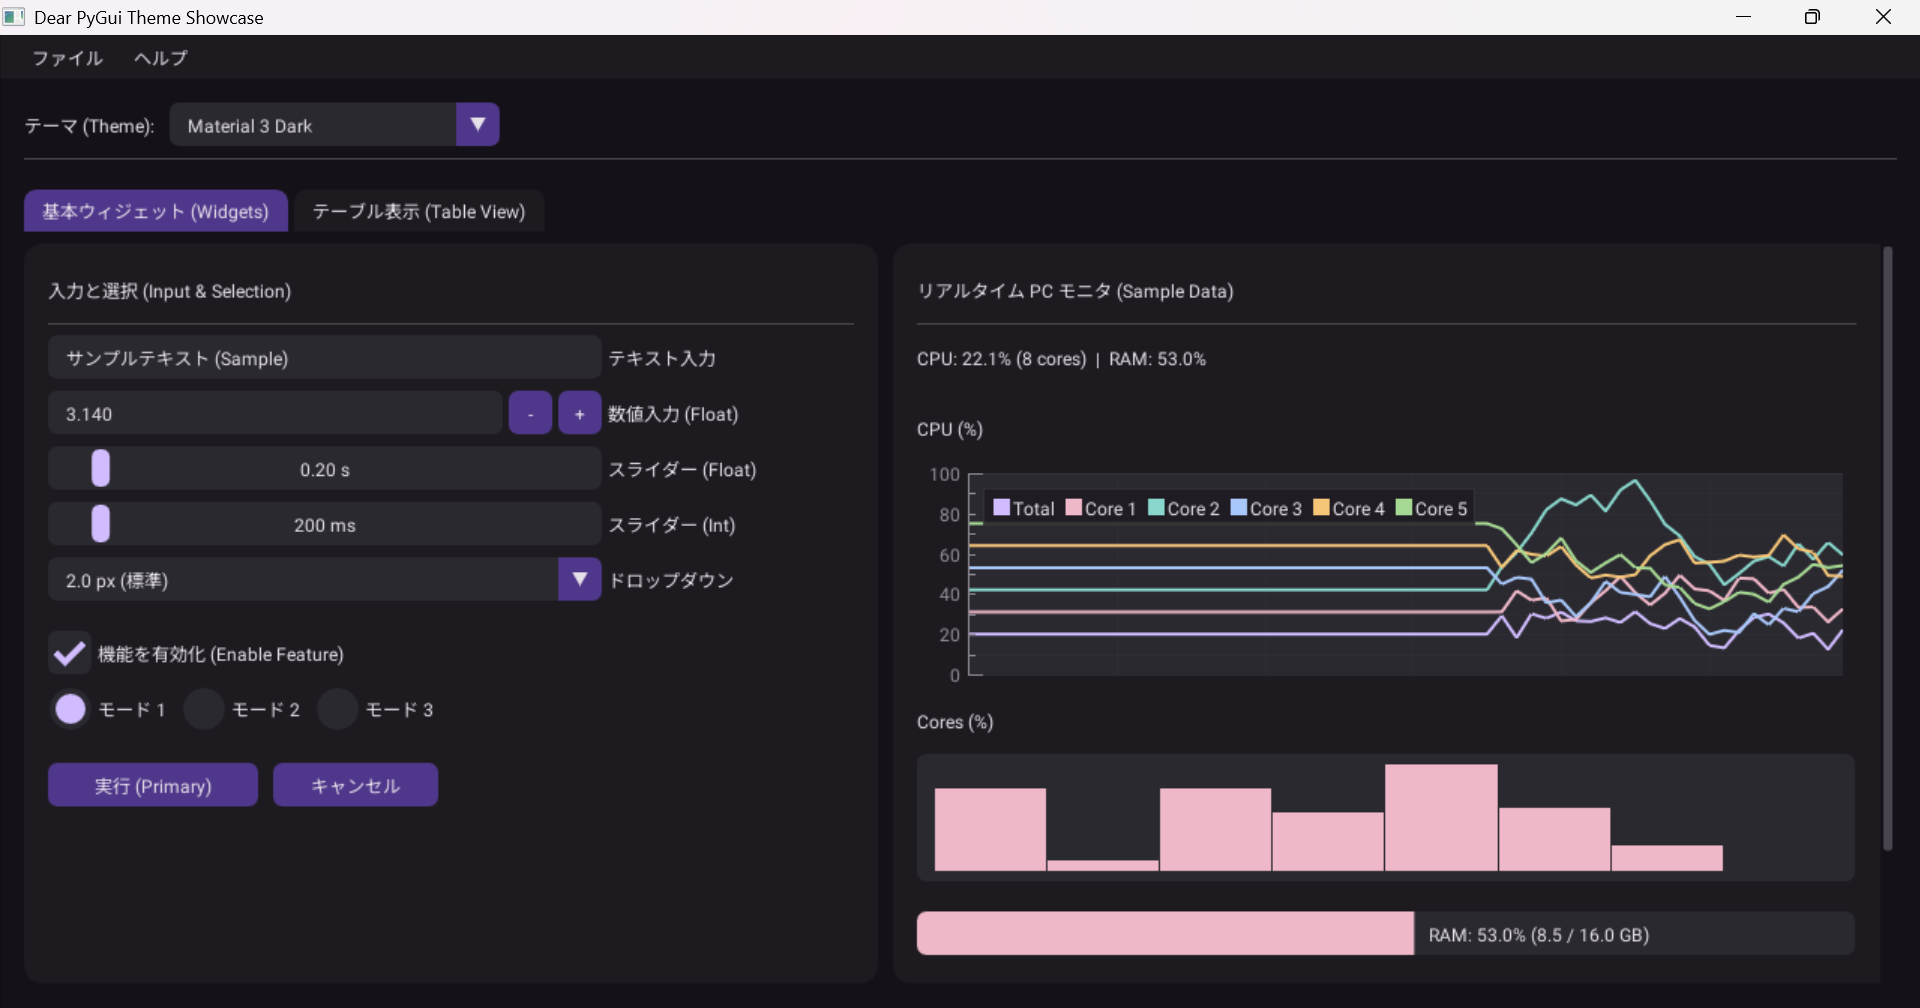 Dear PyGui Theme Showcase
ファイル ヘルプ
テーマ (Theme): Material 3 Dark
基本ウィジェット (Widgets) テーブル表示 (Table View)
入力と選択 (Input & Selection)
サンプルテキスト (Sample) テキスト入力
3.140 - + 数値入力 (Float)
0.20 s スライダー (Float)
200 ms スライダー (Int)
2.0 px (標準) ドロップダウン
機能を有効化 (Enable Feature)
モード 1 モード 2 モード 3
実行 (Primary) キャンセル
リアルタイム PC モニタ (Sample Data)
CPU: 22.1% (8 cores) | RAM: 53.0%
CPU (%)
100
80
60
40
20
0
Total Core 1 Core 2 Core 3 Core 4 Core 5
Cores (%)
RAM: 53.0% (8.5 / 16.0 GB)